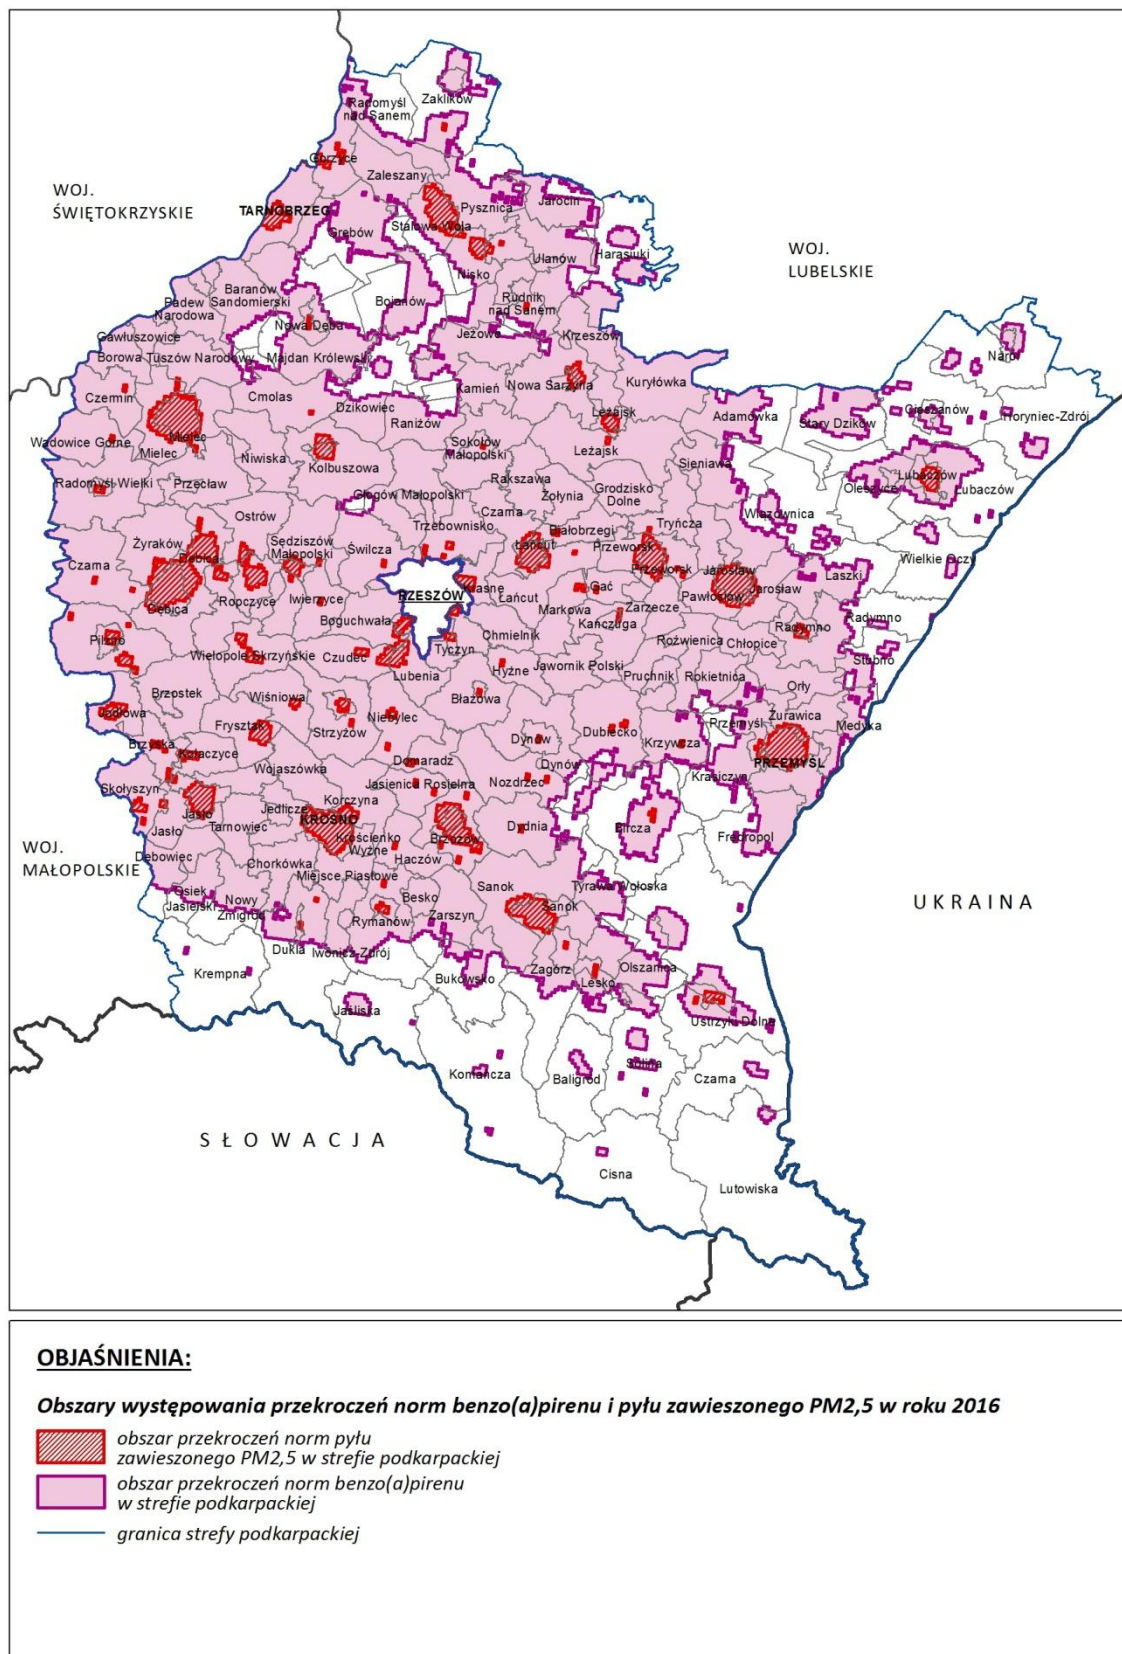 Zaklików
Radomyśl
nad Sanem
Gorzyce
Zaleszany
WOJ.
ŚWIĘTOKRZYSKIE
TARNOBRZEG
Pysznica
Jarocin
Stalowa Wola
Grębów
WOJ.
LUBELSKIE
Harasiuki
Ulanów
Nisko
Baranów
Sandomierski
Bojanów
Rudnik
nad Sanem
Padew
Narodowa
Nowa Dęba
Jeżowe
Krzeszów
Gawłuszowice
Borowa
Tuszów Narodowy
Majdan Królewski
Narol
Czermin
Cmolas
Kamień
Nowa Sarzyna
Kuryłówka
Dzikowiec
Raniżów
Leżajsk
Adamówka
Stary Dzików
Cieszanów
Horyniec-Zdrój
Wadowice Górne
Mielec
Mielec
Niwiska
Kolbuszowa
Sokołów
Małopolski
Leżajsk
Sieniawa
Lubaczów
Radomyśl Wielki
Przecław
Głogów Małopolski
Rakszawa
Żołynia
Grodzisko
Dolne
Oleszyce
Lubaczów
Ostrów
Trzebownisko
Czarna
Białobrzegi
Tryńcza
Wiązownica
Żyraków
Sędziszów
Małopolski
Świlcza
Łańcut
Przeworsk
Wielkie Oczy
Czarna
Dębica
Przeworsk
Jarosław
Laszki
Dębica
Ropczyce
Iwierzyce
RZESZÓW
Krasne
Łańcut
Gać
Markowa
Pawłosiów
Jarosław
Zarzecze
Kańczuga
Radymno
Boguchwała
Pilzno
Chmielnik
Radymno
Wielopole Skrzyńskie
Czudec
Tyczyn
Roźwienica
Chłopice
Stubno
Lubenia
Hyżne
Jawornik Polski
Pruchnik
Rokietnica
Brzostek
Wiśniowa
Błażowa
Orły
Jodłowa
Frysztak
Strzyżów
Niebylec
Dubiecko
Przemyśl
Żurawica
Medyka
Brzyska
Kołaczyce
Dynów
Krzywcza
Wojaszówka
Domaradz
Dynów
PRZEMYŚL
Skołyszyn
Jasienica Rosielna
Nozdrzec
Krasiczyn
Jasło
Jedlicze
Korczyna
KROSNO
Jasło
Tarnowiec
Krościenko
Wyżne
Brzozów
Dydnia
Bircza
Fredropol
WOJ.
MAŁOPOLSKIE
Dębowiec
Chorkówka
Haczów
Miejsce Piastowe
Osiek
Jasielski
Nowy
Żmigród
Besko
Sanok
Sanok
Tyrawa Wołoska
UKRAINA
Rymanów
Zarszyn
Krempna
Dukla
Iwonicz-Zdrój
Bukowsko
Zagórz
Lesko
Olszanica
Jaśliska
Ustrzyki Dolne
Komańcza
Baligród
Solina
Czarna
SŁOWACJA
Cisna
Lutowiska
OBJAŚNIENIA:
Obszary występowania przekroczeń norm benzo(a)pirenu i pyłu zawieszonego PM2,5 w roku 2016
obszar przekroczeń norm pyłu
zawieszonego PM2,5 w strefie podkarpackiej
obszar przekroczeń norm benzo(a)pirenu
w strefie podkarpackiej
granica strefy podkarpackiej